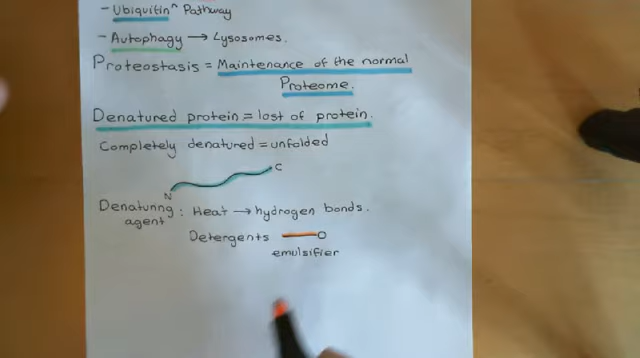 - Ubiquitin^ Pathway
- Autophagy → Lysosomes.
Proteostasis = Maintenance of the normal
Proteome.
Denatured protein = lost of protein.
Completely denatured = unfolded
N C
Denaturing agent : Heat → hydrogen bonds.
Detergents
emulsifier